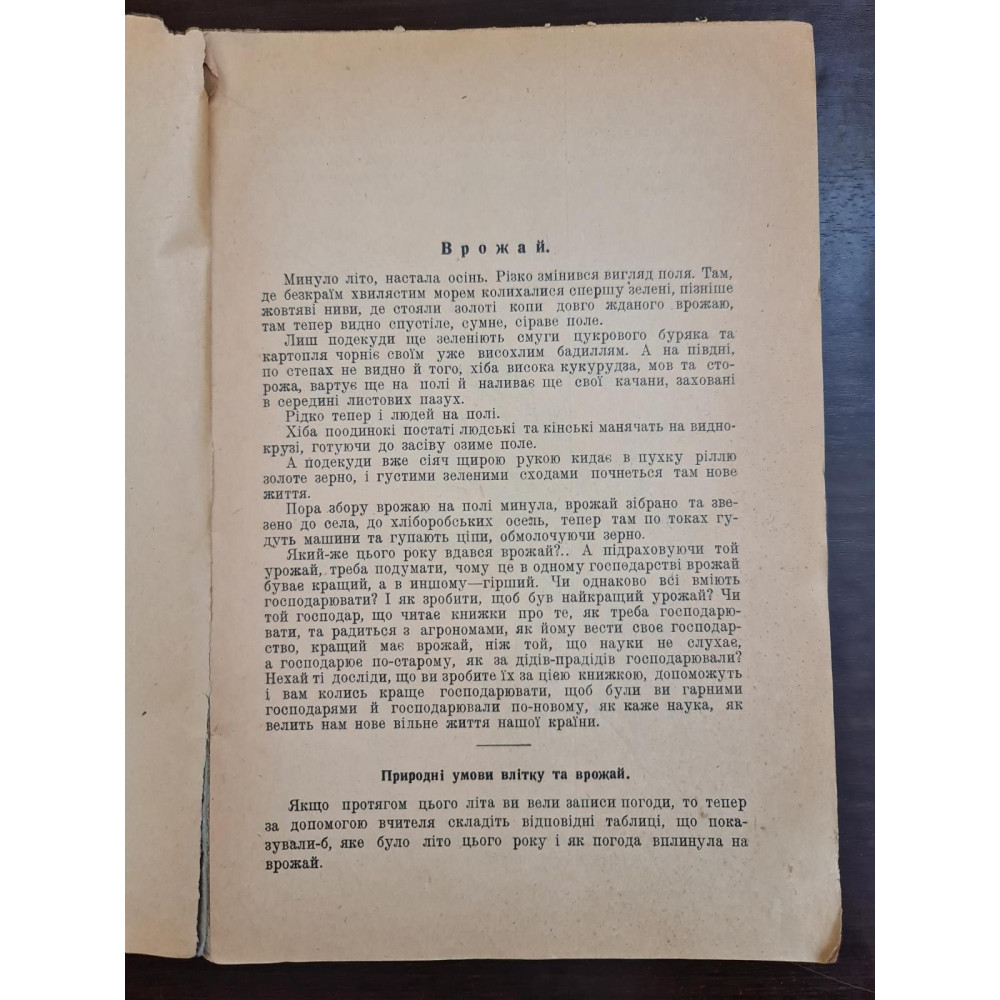 Врожай.
Минуло літо, настала осінь. Різко змінився вигляд поля. Там,
де безкраїм хвилястим морем колихалися спершу зелені, пізніше
жовтяві ниви, де стояли золоті копи довго жданого врожаю,
там тепер видно спустіле, сумне, сіраве поле.
Лиш подекуди ще зеленіють смуги цукрового буряка та
картопля чорніє своїм уже висохлим бадиллям. А на півдні,
по степах не видно й того, хіба висока кукурудза, мов та сто-
рожа, вартує ще на полі й наливає ще свої качани, заховані
в середині листових пазух.
Рідко тепер і людей на полі.
Хіба поодинокі постаті людські та кінські манячать на видно-
крузі, готуючи до засіву озиме поле.
А подекуди вже сіяч щирою рукою кидає в пухку ріллю
золоте зерно, і густими зеленими сходами почнеться там нове
життя.
Пора збору врожаю на полі минула, врожай зібрано та зве-
зено до села, до хліборобських осель, тепер там по токах гу-
дуть машини та гупають ціпи, обмолочуючи зерно.
Який-же цього року вдався врожай?.. А підраховуючи той
урожай, треба подумати, чому це в одному господарстві врожай
буває кращий, а в иншому—гірший. Чи однаково всі вміють
господарювати? І як зробити, щоб був найкращий урожай? Чи
той господар, що читає книжки про те, як треба господарю-
вати, та радиться з агрономами, як йому вести своє господар-
ство, кращий має врожай, ніж той, що науки не слухає,
а господарює по-старому, як за дідів-прадідів господарювали?
Нехай ті досліди, що ви зробите їх за цією книжкою, допоможуть
і вам колись краще господарювати, щоб були ви гарними
господарями й господарювали по-новому, як каже наука, як
велить нам нове вільне життя нашої країни.
Природні умови влітку та врожай.
Якщо протягом цього літа ви вели записи погоди, то тепер
за допомогою вчителя складіть відповідні таблиці, що пока-
зували-б, яке було літо цього року і як погода вплинула на
врожай.